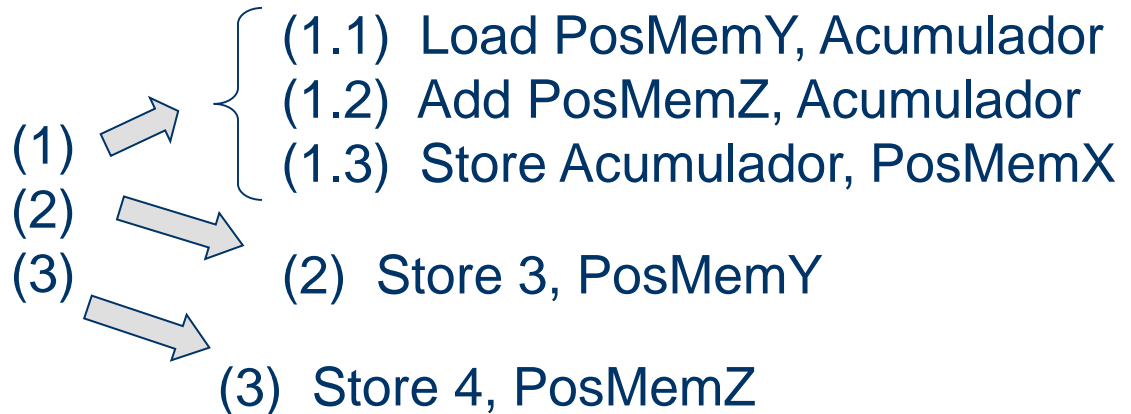 (1)
(2)
(3)
(1.1) Load PosMemY, Acumulador
(1.2) Add PosMemZ, Acumulador
(1.3) Store Acumulador, PosMemX
(2) Store 3, PosMemY
(3) Store 4, PosMemZ